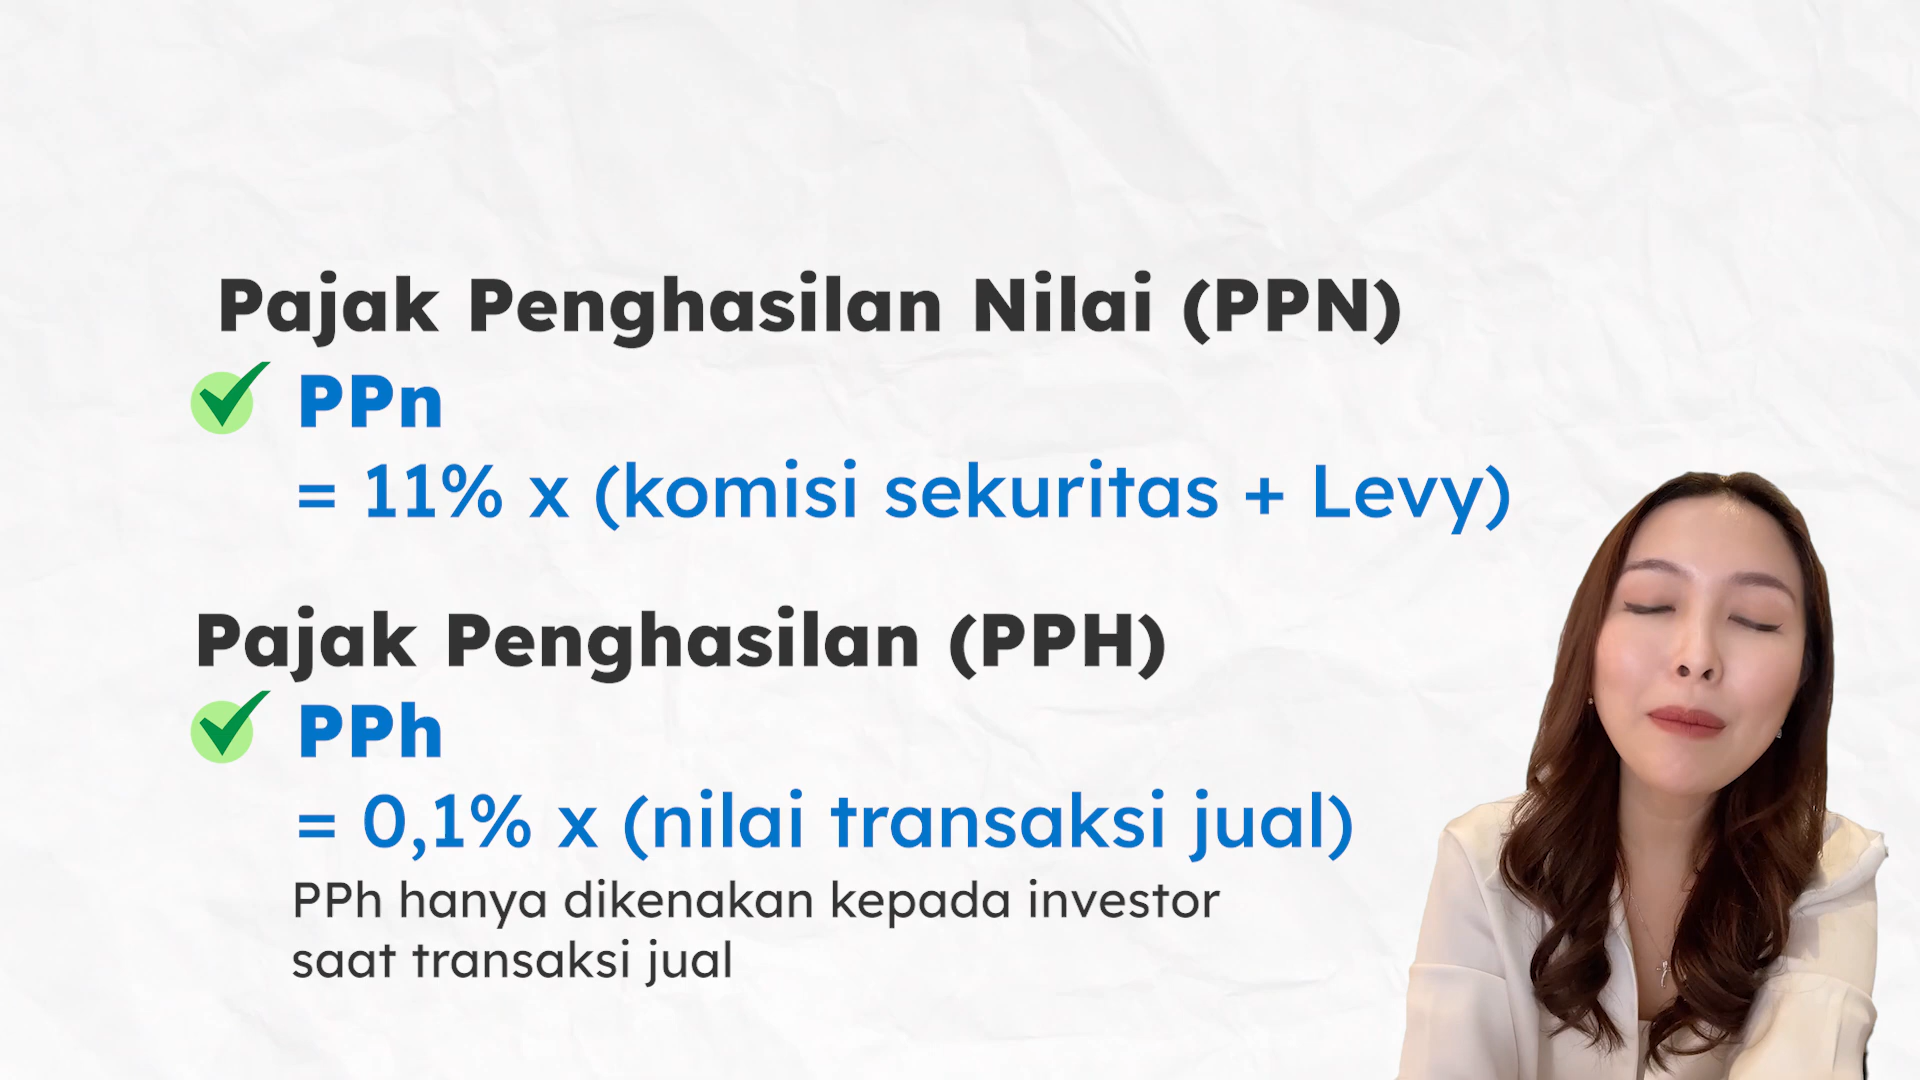 Pajak Penghasilan Nilai (PPN)
PPn
= 11% x (komisi sekuritas + Levy)
Pajak Penghasilan (PPH)
PPh
= 0,1% x (nilai transaksi jual)
PPh hanya dikenakan kepada investor
saat transaksi jual